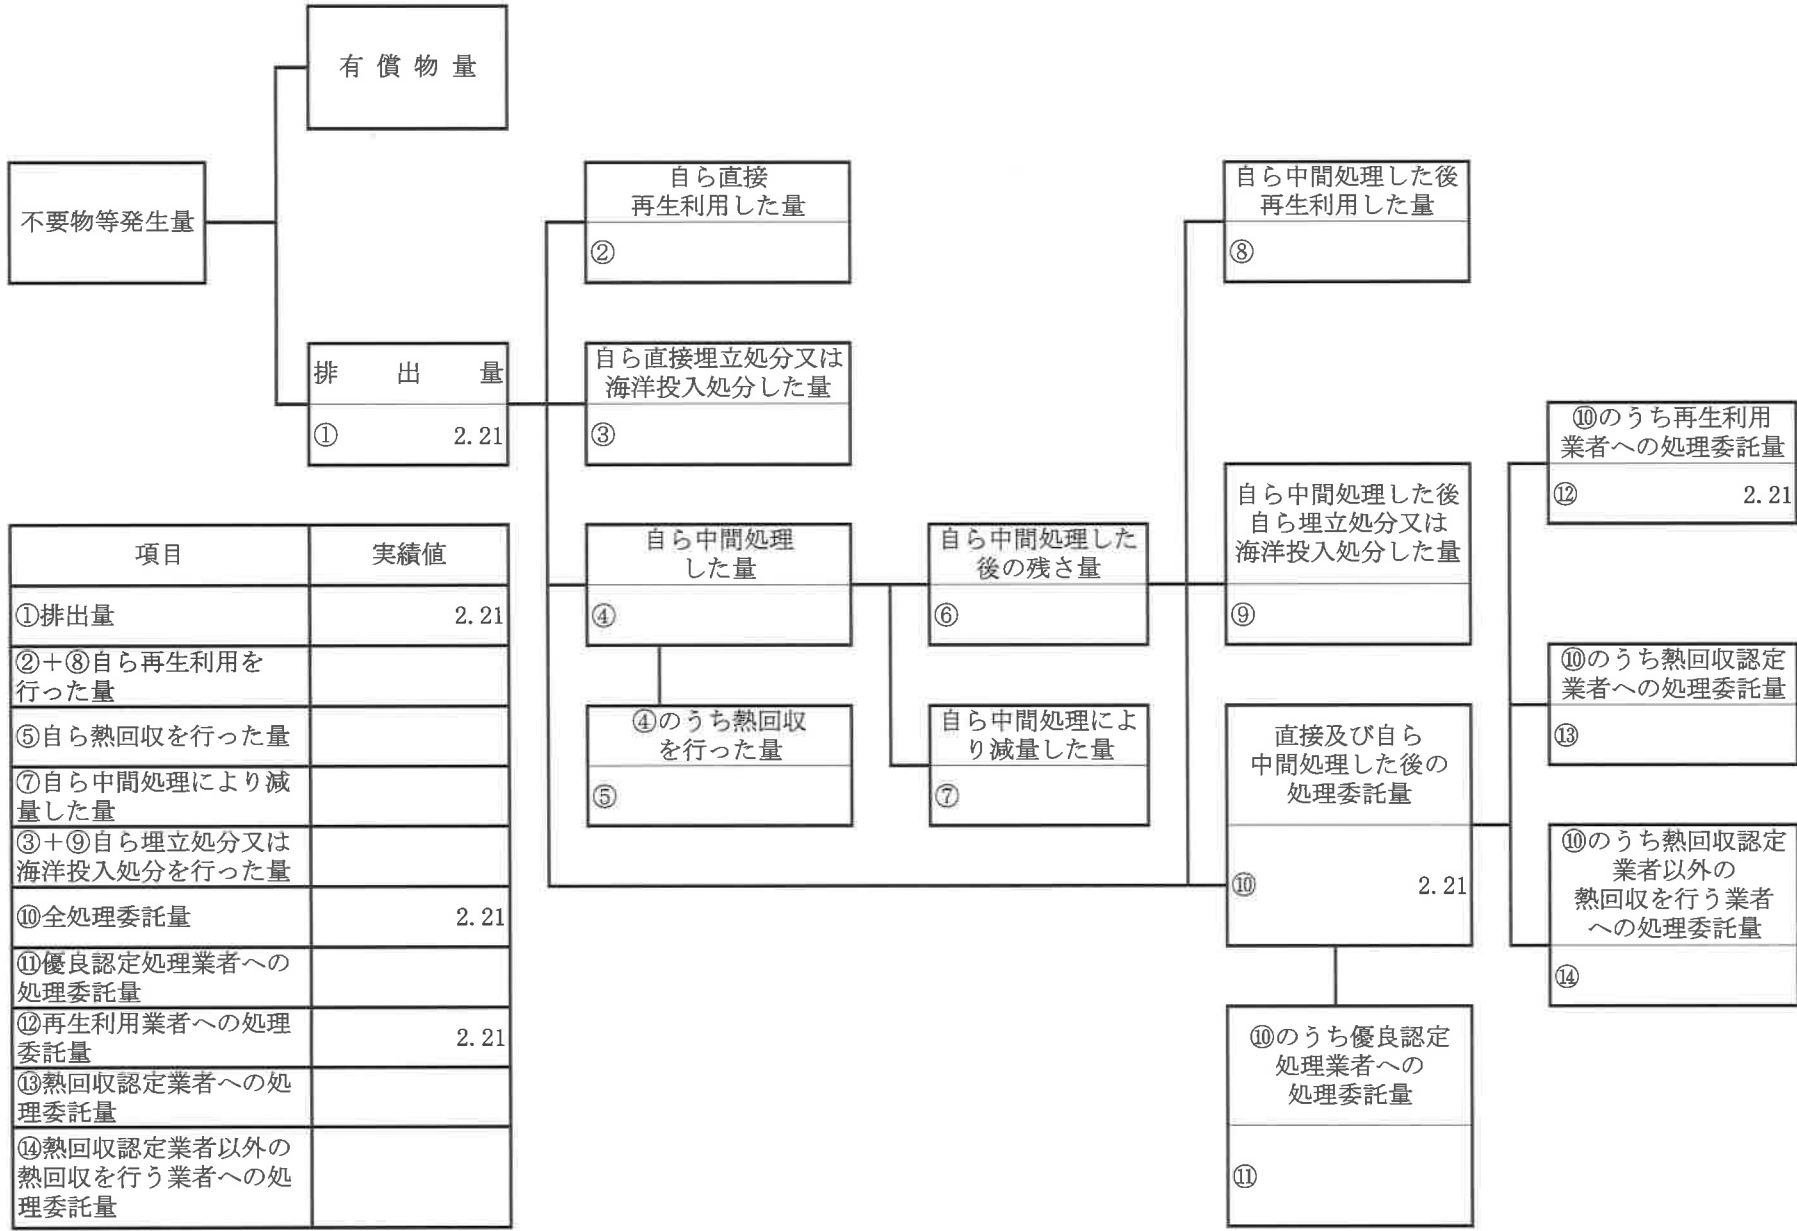 有償物量
不要物等発生量
排出量
① 2.21
自ら直接
再生利用した量
②
自ら直接埋立処分又は
海洋投入処分した量
③
自ら中間処理
した量
④
④のうち熱回収
を行った量
⑤
自ら中間処理した
後の残さ量
⑥
自ら中間処理によ
り減量した量
⑦
自ら中間処理した後
再生利用した量
⑧
自ら中間処理した後
自ら埋立処分又は
海洋投入処分した量
⑨
直接及び自ら
中間処理した後の
処理委託量
⑩ 2.21
⑩のうち優良認定
処理業者への
処理委託量
⑪
⑩のうち再生利用
業者への処理委託量
⑫ 2.21
⑩のうち熱回収認定
業者への処理委託量
⑬
⑩のうち熱回収認定
業者以外の
熱回収を行う業者
への処理委託量
⑭
項目 実績値
①排出量 2.21
②+⑧自ら再生利用を
行った量
⑤自ら熱回収を行った量
⑦自ら中間処理により減
量した量
③+⑨自ら埋立処分又は
海洋投入処分を行った量
⑩全処理委託量 2.21
⑪優良認定処理業者への
処理委託量
⑫再生利用業者への処理
委託量 2.21
⑬熱回収認定業者への処
理委託量
⑭熱回収認定業者以外の
熱回収を行う業者への処
理委託量